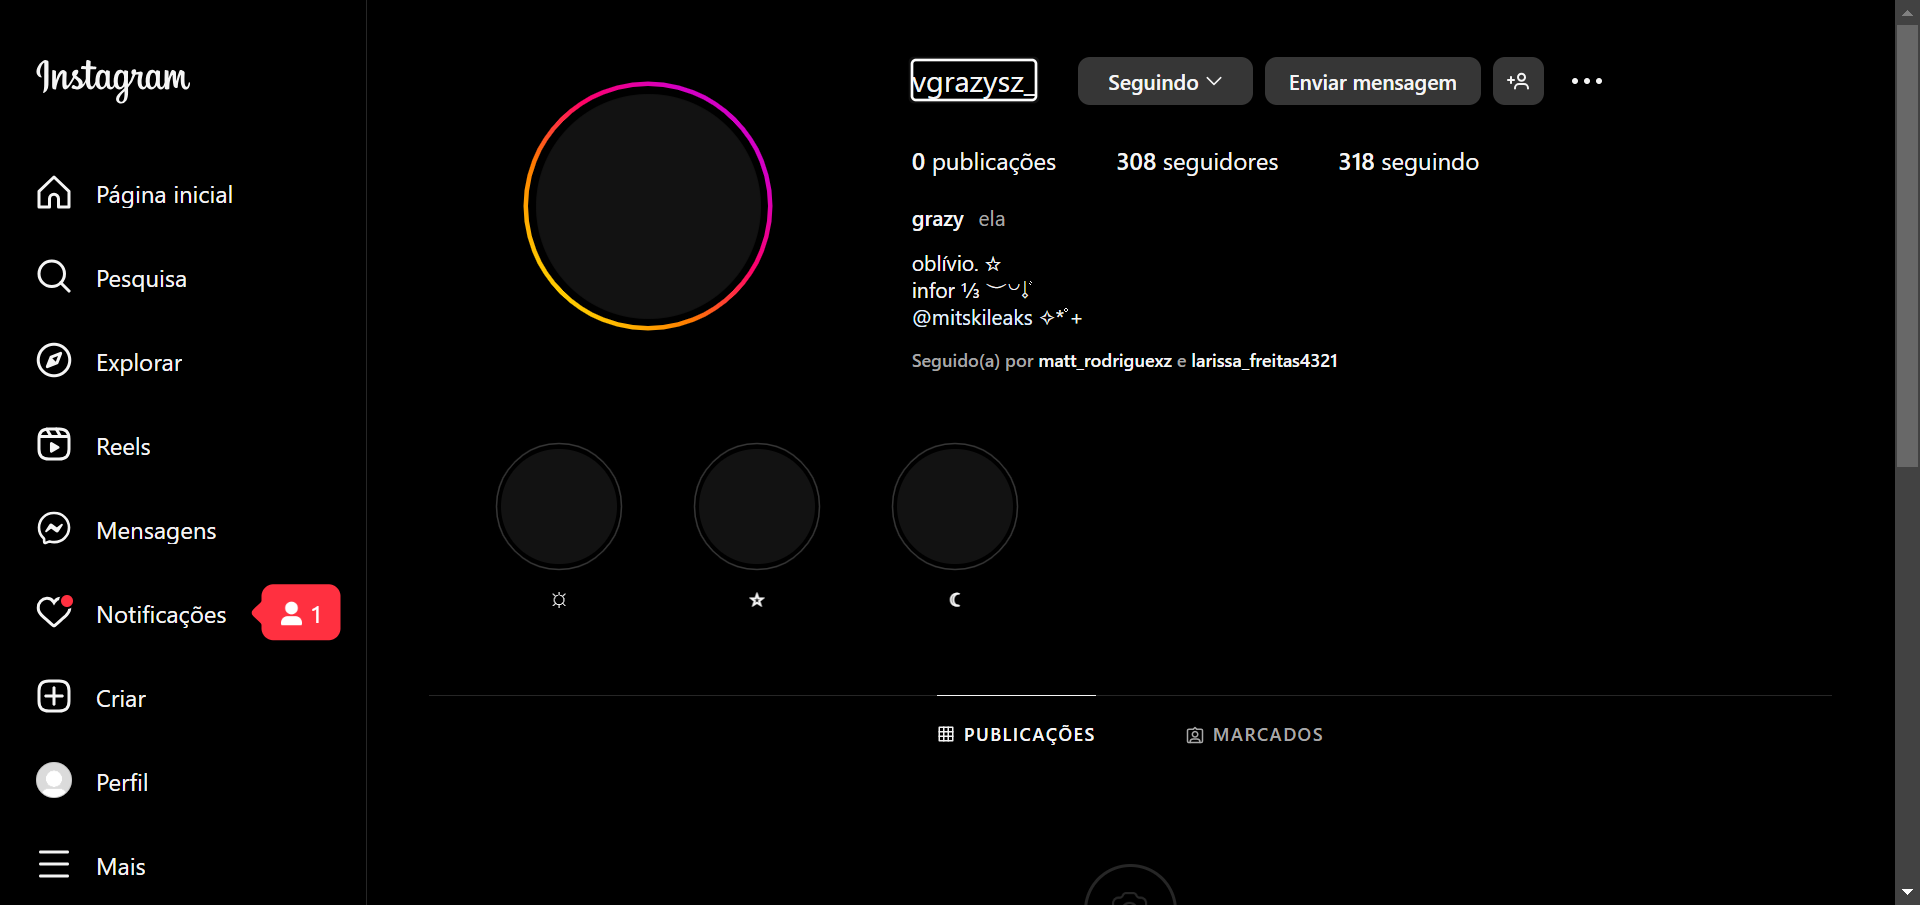 Instagram
Página inicial
Pesquisa
Explorar
Reels
Mensagens
Notificações
1
Criar
Perfil
Mais
vgrazysz_
Seguindo
Enviar mensagem
0 publicações
308 seguidores
318 seguindo
grazy ela
oblívio. ☆
infor ⅓
@mitskileaks ✧*˚+
Seguido(a) por matt_rodriguexz e larissa_freitas4321
☼
☆
☾
PUBLICAÇÕES
MARCADOS